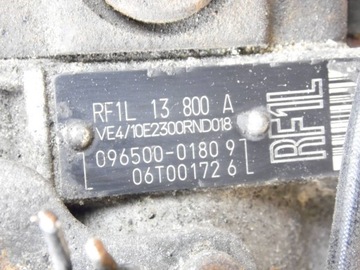 RF1L 13 800 A
VE4/10E2300RND018
096500-0180 9
06T00172 6
RF1L